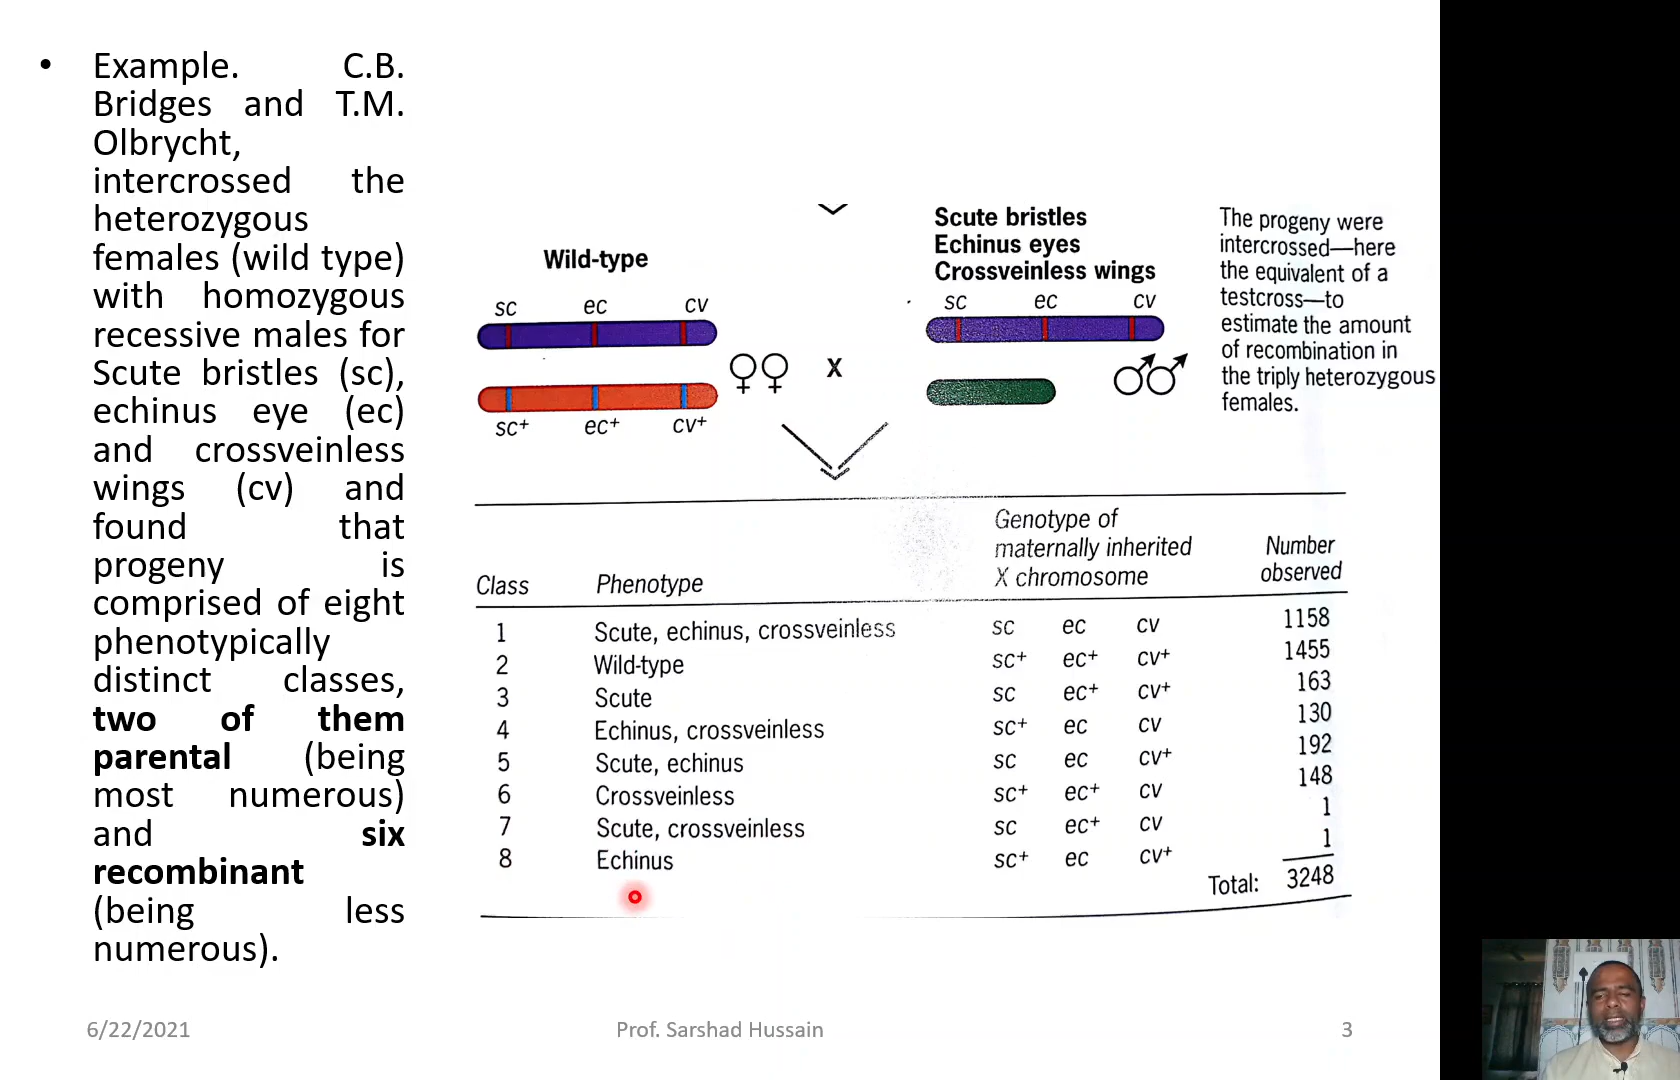 • Example. C.B.
Bridges and T.M.
Olbrycht,
intercrossed the
heterozygous
females (wild type)
with homozygous
recessive males for
Scute bristles (sc),
echinus eye (ec)
and crossveinless
wings (cv) and
found that
progeny is
comprised of eight
phenotypically
distinct classes,
two of them
parental (being
most numerous)
and six
recombinant
(being less
numerous).
Wild-type
sc ec cv
sc+ ec+ cv+
X
Scute bristles
Echinus eyes
Crossveinless wings
sc ec cv
The progeny were
intercrossed—here
the equivalent of a
testcross—to
estimate the amount
of recombination in
the triply heterozygous
females.
Class Phenotype Genotype of maternally inherited X chromosome Number observed
1 Scute, echinus, crossveinless sc ec cv 1158
2 Wild-type sc+ ec+ cv+ 1455
3 Scute sc ec+ cv+ 163
4 Echinus, crossveinless sc+ ec cv 130
5 Scute, echinus sc ec cv+ 192
6 Crossveinless sc+ ec+ cv 148
7 Scute, crossveinless sc ec+ cv 1
8 Echinus sc+ ec cv+ 1
Total: 3248
6/22/2021 Prof. Sarshad Hussain 3